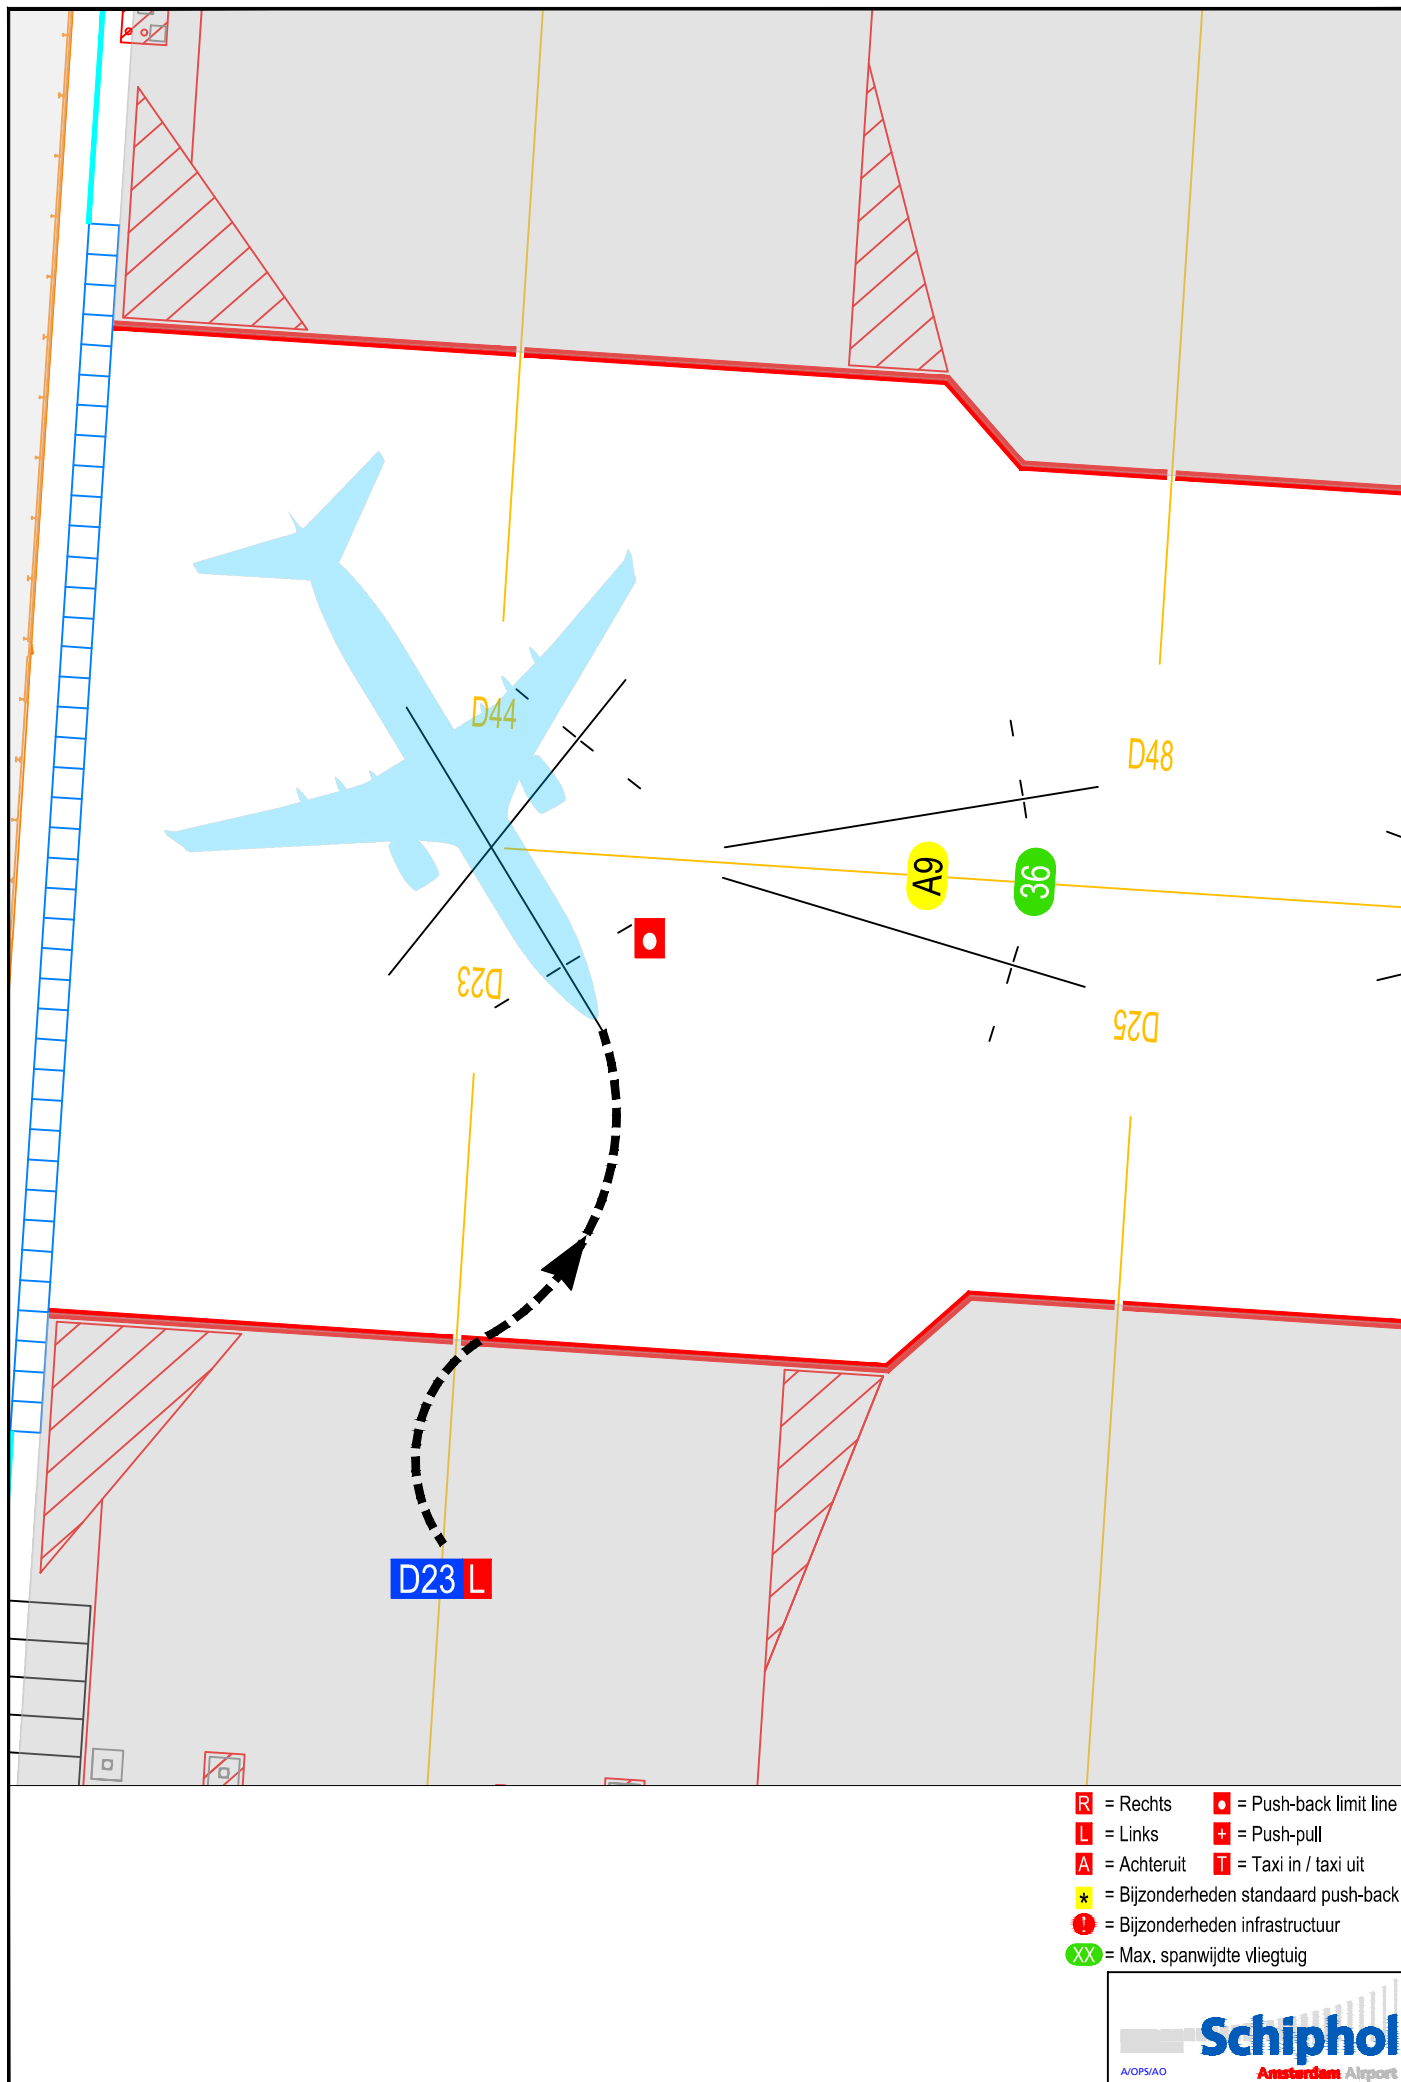 D44
D48
A9
36
D23
D25
D23 L
R = Rechts
● = Push-back limit line
L = Links
+ = Push-pull
A = Achteruit
T = Taxi in / taxi uit
* = Bijzonderheden standaard push-back
! = Bijzonderheden infrastructuur
XX = Max. spanwijdte vliegtuig
Schiphol
A/OPS/AO
Amsterdam Airport